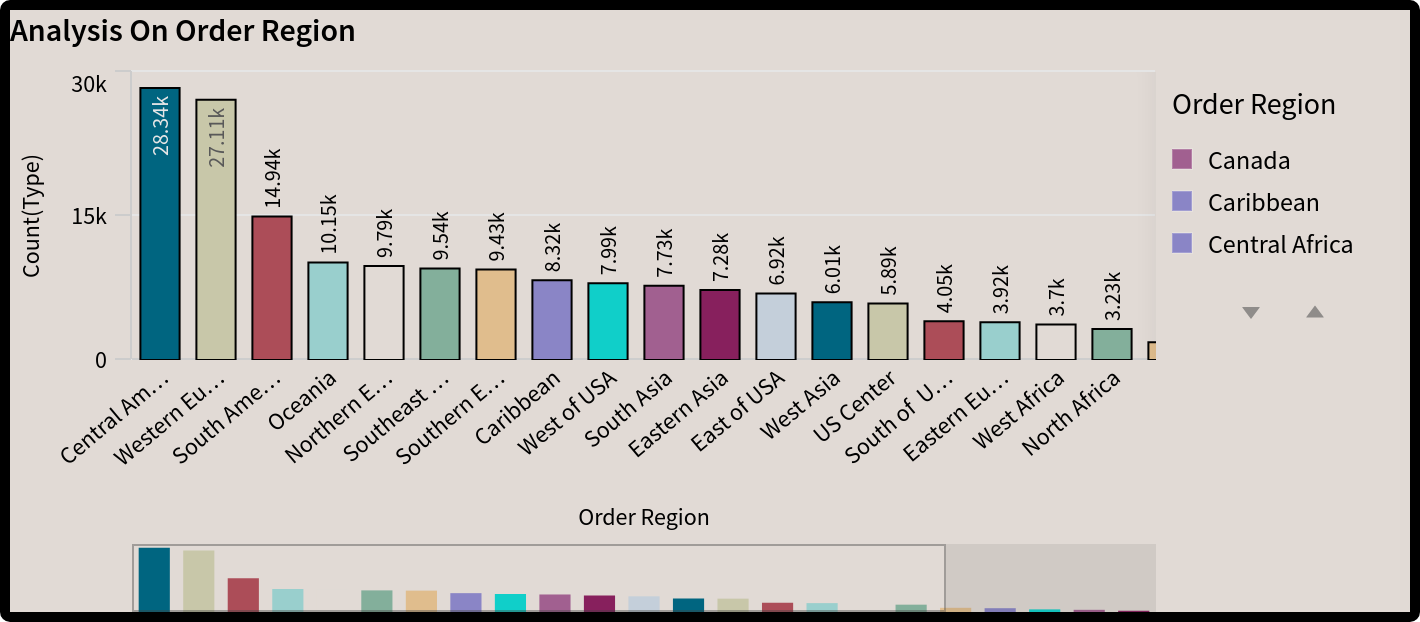 Analysis On Order Region
30k
15k
0
Count(Type)
28.34k
27.11k
14.94k
10.15k
9.79k
9.54k
9.43k
8.32k
7.99k
7.73k
7.28k
6.92k
6.01k
5.89k
4.05k
3.92k
3.7k
3.23k
Central Am…
Western Eu…
South Ame…
Oceania
Northern E…
Southeast …
Southern E…
Caribbean
West of USA
South Asia
Eastern Asia
East of USA
West Asia
US Center
South of  U…
Eastern Eu…
West Africa
North Africa
Order Region
Order Region
Canada
Caribbean
Central Africa